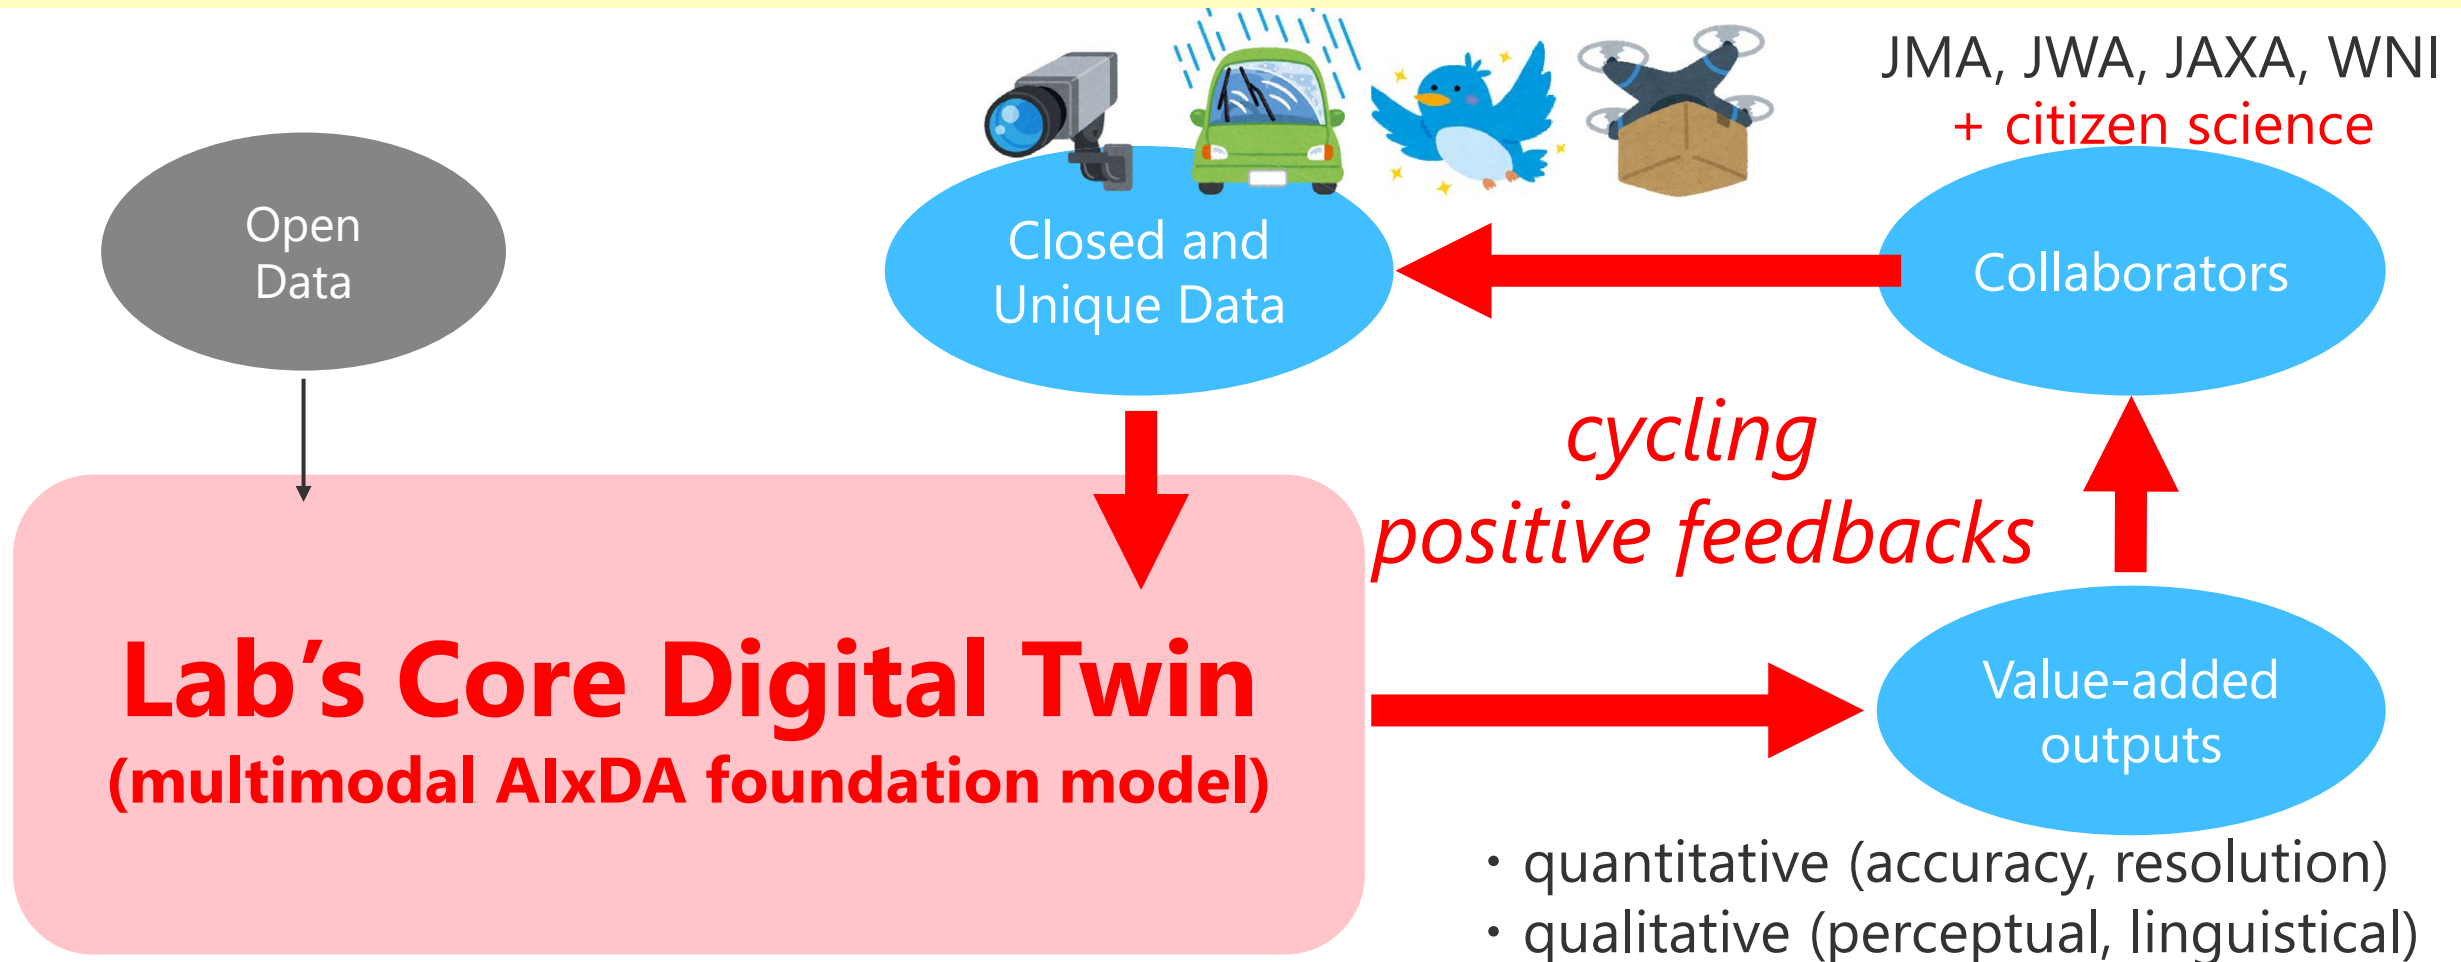 JMA, JWA, JAXA, WNI
+ citizen science
Open
Data
Closed and
Unique Data
Collaborators
cycling
positive feedbacks
Lab’s Core Digital Twin
(multimodal AIxDA foundation model)
Value-added
outputs
・quantitative (accuracy, resolution)
・qualitative (perceptual, linguistical)